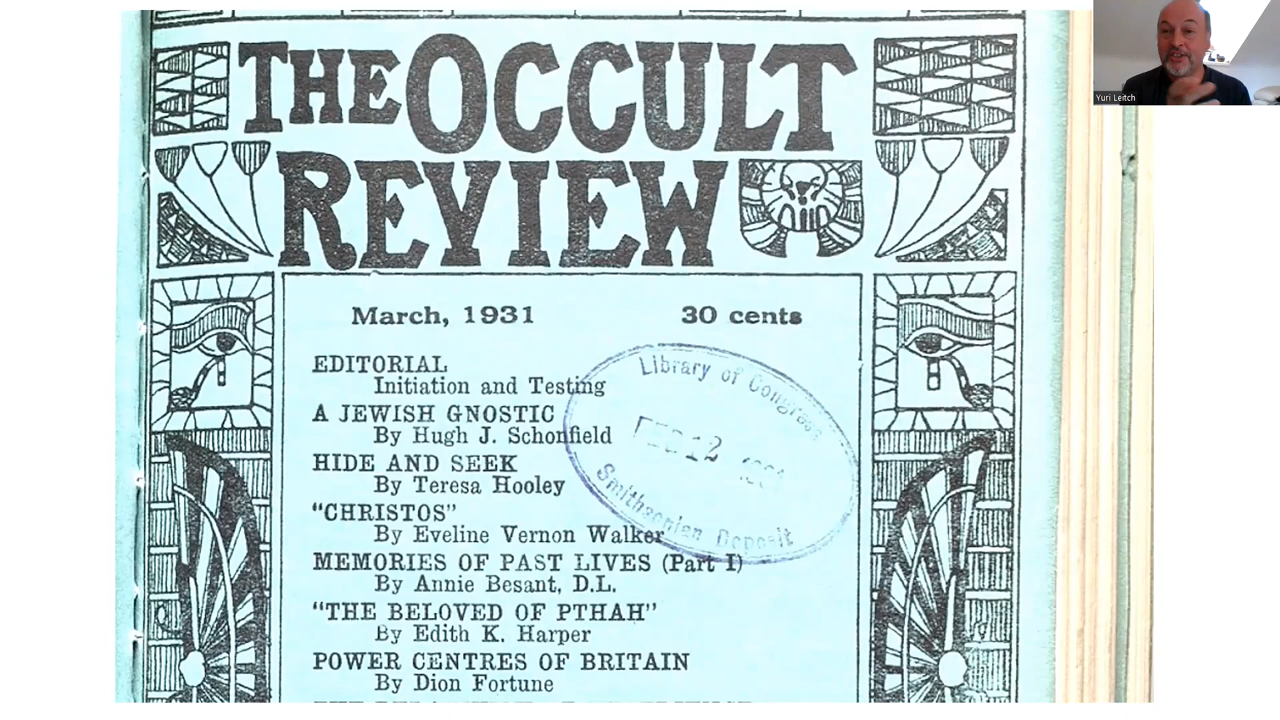 THE OCCULT
REVIEW
March, 1931 30 cents
EDITORIAL
Initiation and Testing
A JEWISH GNOSTIC
By Hugh J. Schonfield
HIDE AND SEEK
By Teresa Hooley
"CHRISTOS"
By Eveline Vernon Walker
MEMORIES OF PAST LIVES (Part I)
By Annie Besant, D.L.
"THE BELOVED OF PTHAH"
By Edith K. Harper
POWER CENTRES OF BRITAIN
By Dion Fortune
Library of Congress
FEB 12
Smithsonian Deposit
Yuri Leitch